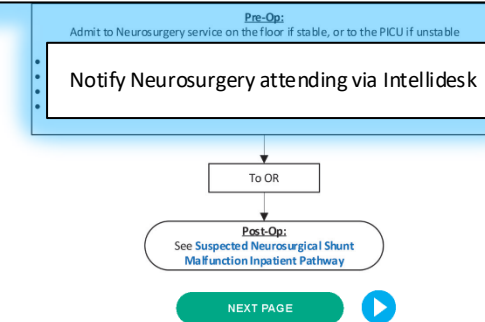 Pre-Op:
Admit to Neurosurgery service on the floor if stable, or to the PICU if unstable
Notify Neurosurgery attending via Intellidesk
To OR
Post-Op:
See Suspected Neurosurgical Shunt
Malfunction Inpatient Pathway
NEXT PAGE